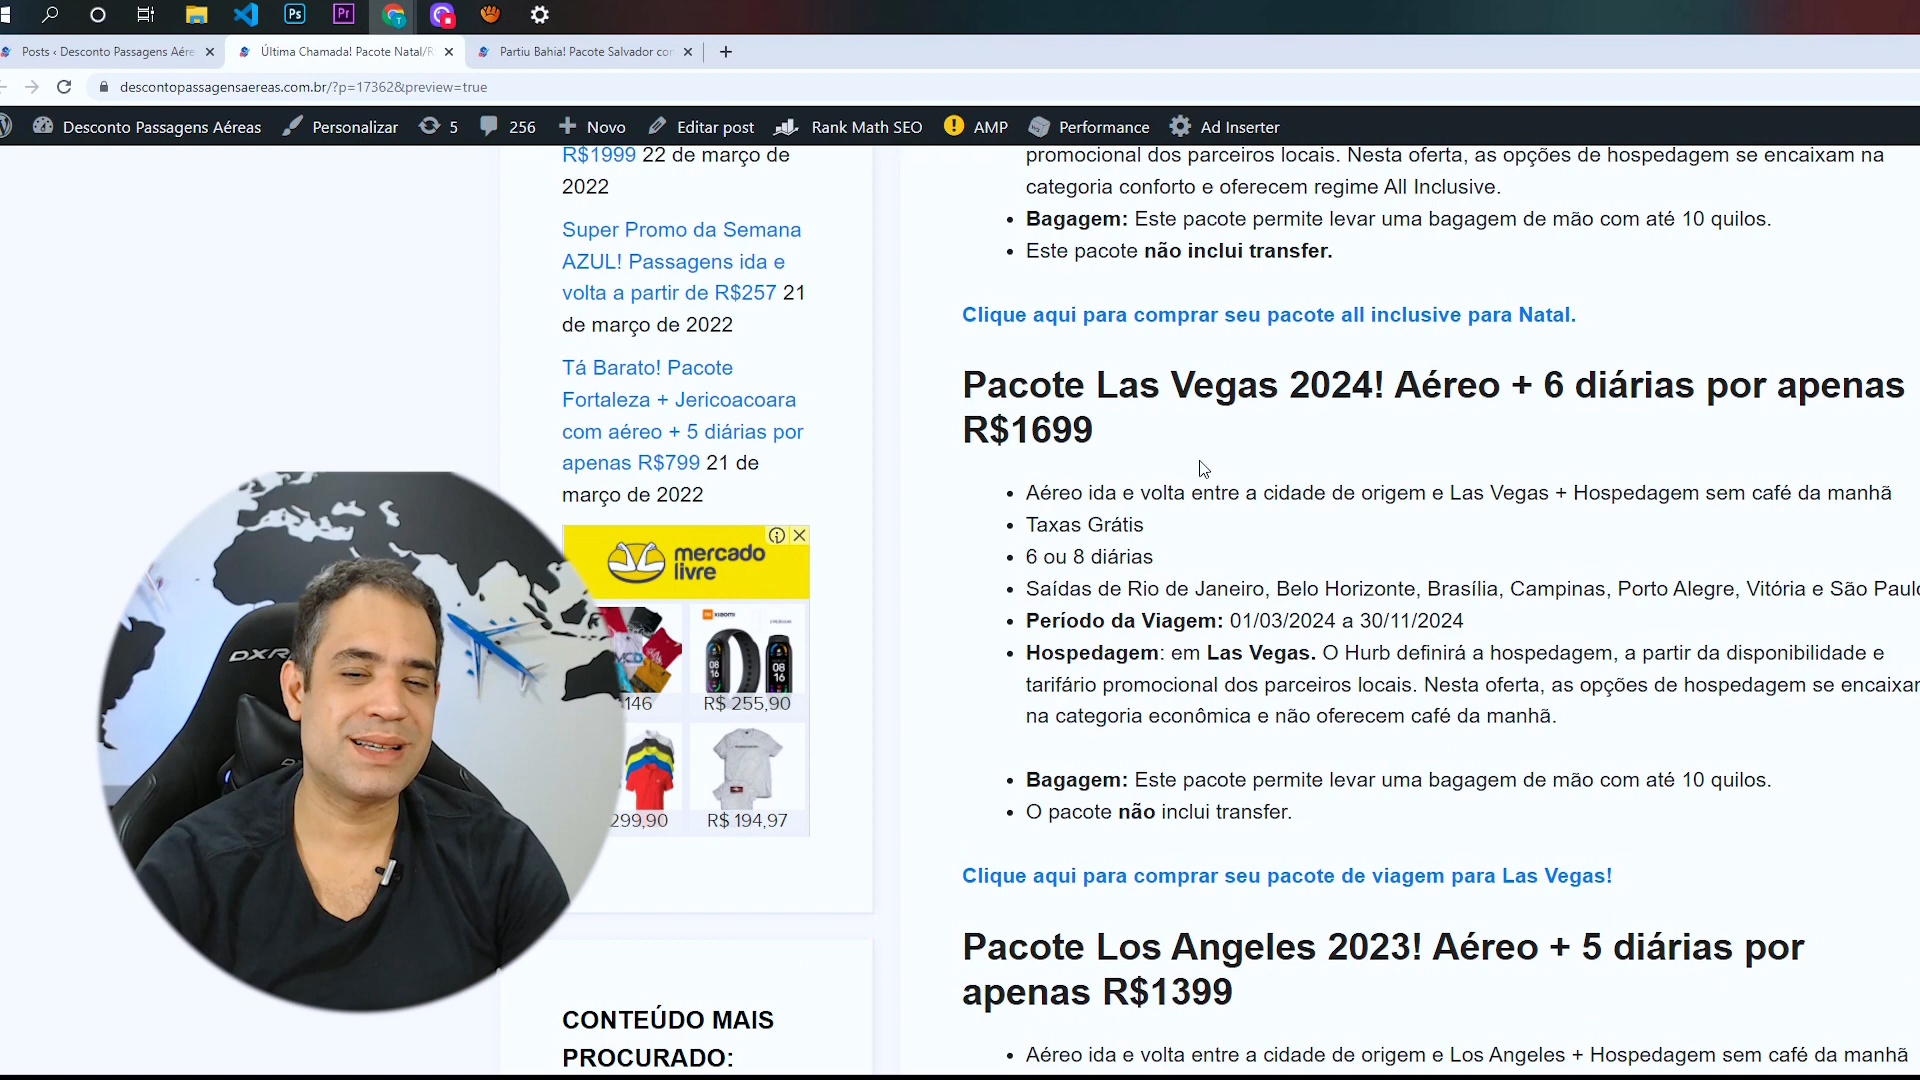 Ps
Pr
Posts ‹ Desconto Passagens Aére
Última Chamada! Pacote Natal/R
Partiu Bahia! Pacote Salvador co
descontopassagensaereas.com.br/?p=17362&preview=true
Desconto Passagens Aéreas
Personalizar
5
256
Novo
Editar post
Rank Math SEO
AMP
Performance
Ad Inserter
R$1999 22 de março de
2022
Super Promo da Semana
AZUL! Passagens ida e
volta a partir de R$257 21
de março de 2022
Tá Barato! Pacote
Fortaleza + Jericoacoara
com aéreo + 5 diárias por
apenas R$799 21 de
março de 2022
mercado
livre
xiaomi
08
16
08
16
146
R$ 255,90
299,90
R$ 194,97
DXR
CONTEÚDO MAIS
PROCURADO:
promocional dos parceiros locais. Nesta oferta, as opções de hospedagem se encaixam na
categoria conforto e oferecem regime All Inclusive.
Bagagem: Este pacote permite levar uma bagagem de mão com até 10 quilos.
Este pacote não inclui transfer.
Clique aqui para comprar seu pacote all inclusive para Natal.
Pacote Las Vegas 2024! Aéreo + 6 diárias por apenas
R$1699
Aéreo ida e volta entre a cidade de origem e Las Vegas + Hospedagem sem café da manhã
Taxas Grátis
6 ou 8 diárias
Saídas de Rio de Janeiro, Belo Horizonte, Brasília, Campinas, Porto Alegre, Vitória e São Paulo
Período da Viagem: 01/03/2024 a 30/11/2024
Hospedagem: em Las Vegas. O Hurb definirá a hospedagem, a partir da disponibilidade e
tarifário promocional dos parceiros locais. Nesta oferta, as opções de hospedagem se encaixam
na categoria econômica e não oferecem café da manhã.
Bagagem: Este pacote permite levar uma bagagem de mão com até 10 quilos.
O pacote não inclui transfer.
Clique aqui para comprar seu pacote de viagem para Las Vegas!
Pacote Los Angeles 2023! Aéreo + 5 diárias por
apenas R$1399
Aéreo ida e volta entre a cidade de origem e Los Angeles + Hospedagem sem café da manhã